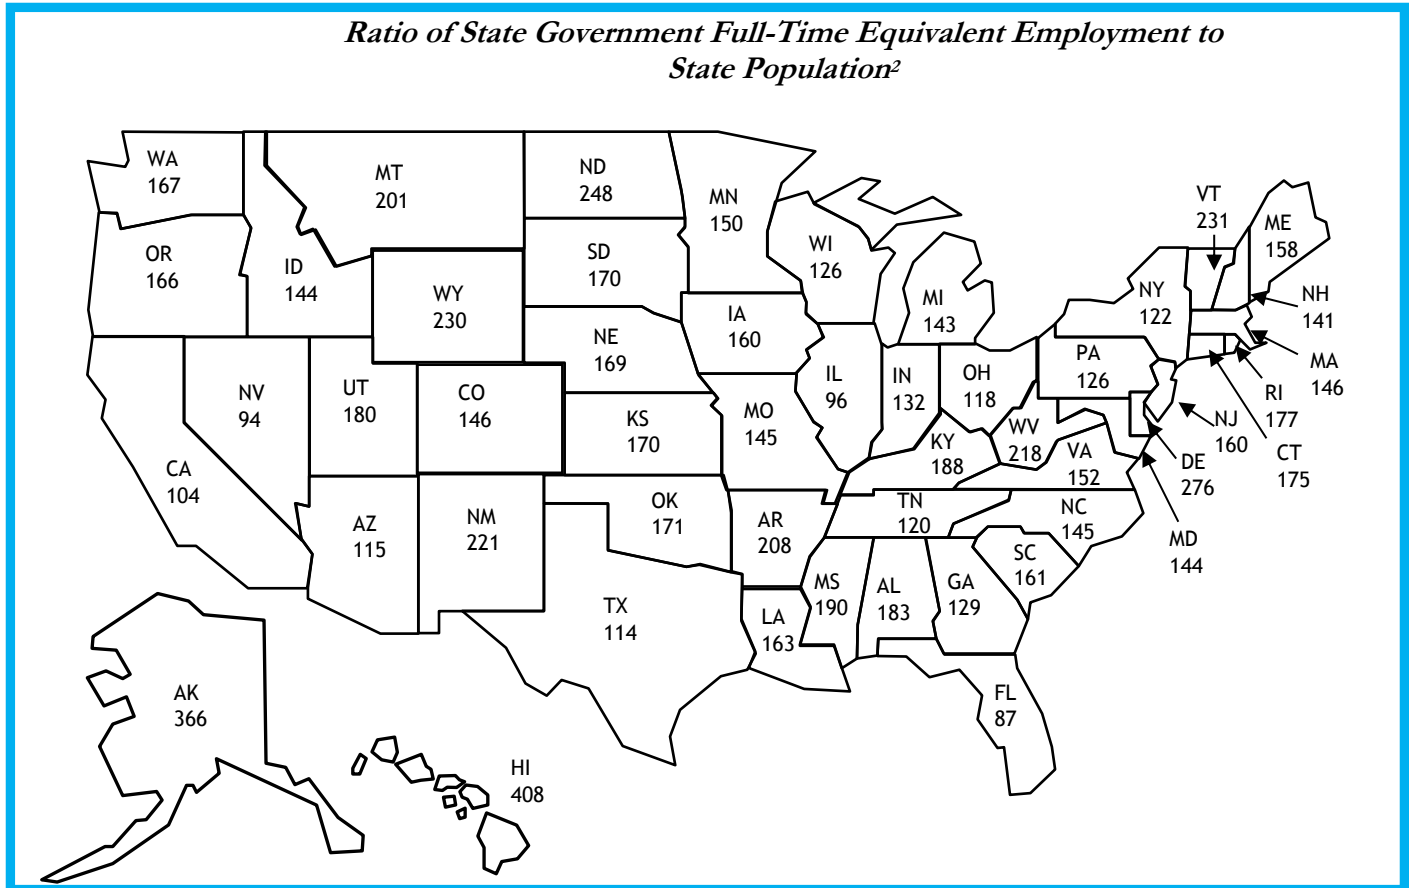 Ratio of State Government Full-Time Equivalent Employment to
State Population²
WA
167
MT
201
ND
248
MN
150
VT
231
ME
158
OR
166
ID
144
WY
230
SD
170
WI
126
MI
143
NY
122
NH
141
NE
169
IA
160
PA
126
MA
146
NV
94
UT
180
CO
146
KS
170
MO
145
IL
96
IN
132
OH
118
WV
218
VA
152
RI
177
NJ
160
CT
175
DE
276
MD
144
CA
104
KY
188
AZ
115
NM
221
OK
171
AR
208
TN
120
NC
145
SC
161
TX
114
LA
163
MS
190
AL
183
GA
129
FL
87
AK
366
HI
408